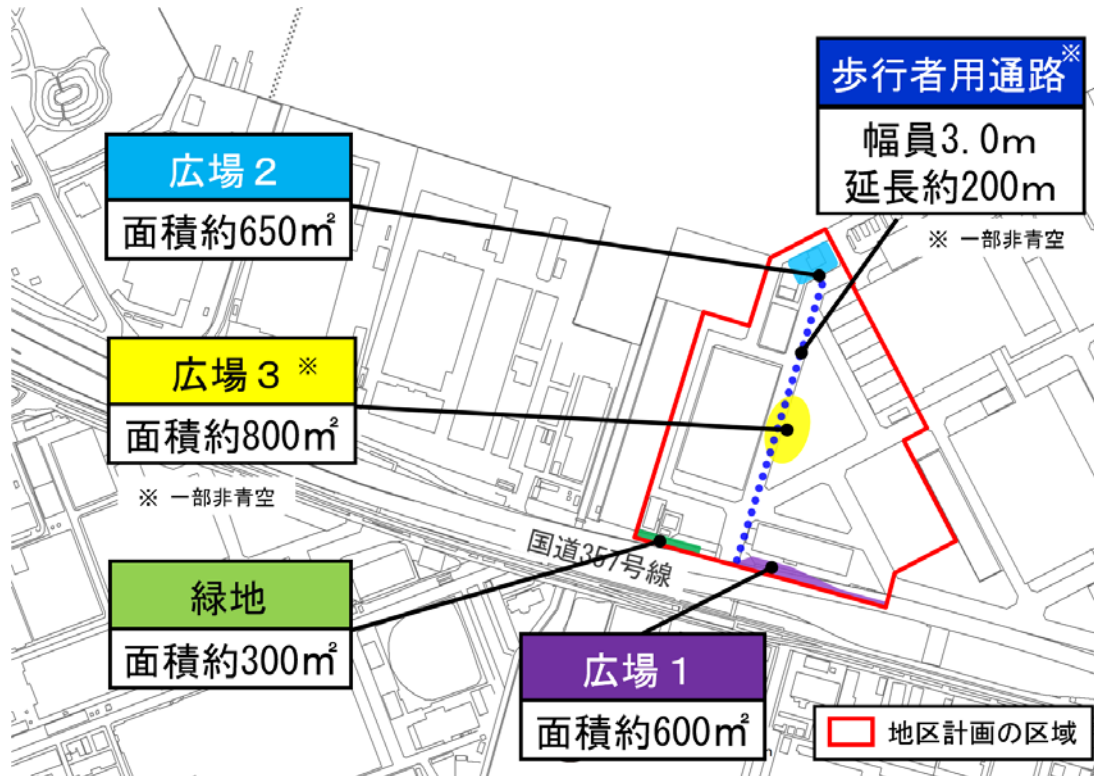 歩行者用通路※
幅員3.0m
延長約200m
※ 一部非青空
広場２
面積約650㎡
広場３ ※
面積約800㎡
※ 一部非青空
国道357号線
緑地
面積約300㎡
広場１
面積約600㎡
地区計画の区域